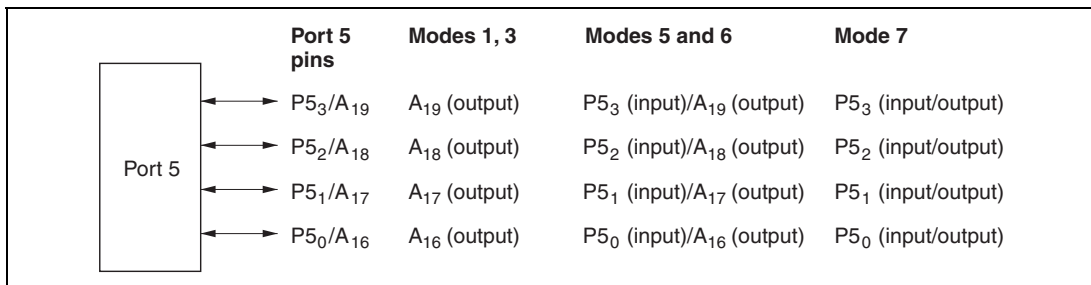 Port 5 pins Modes 1, 3 Modes 5 and 6 Mode 7
P5₃/A₁₉ A₁₉ (output) P5₃ (input)/A₁₉ (output) P5₃ (input/output)
P5₂/A₁₈ A₁₈ (output) P5₂ (input)/A₁₈ (output) P5₂ (input/output)
Port 5
P5₁/A₁₇ A₁₇ (output) P5₁ (input)/A₁₇ (output) P5₁ (input/output)
P5₀/A₁₆ A₁₆ (output) P5₀ (input)/A₁₆ (output) P5₀ (input/output)